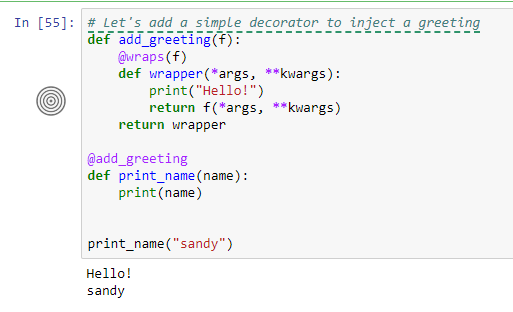 In [55]: # Let's add a simple decorator to inject a greeting
def add_greeting(f):
    @wraps(f)
    def wrapper(*args, **kwargs):
        print("Hello!")
        return f(*args, **kwargs)
    return wrapper

@add_greeting
def print_name(name):
    print(name)


print_name("sandy")
Hello!
sandy